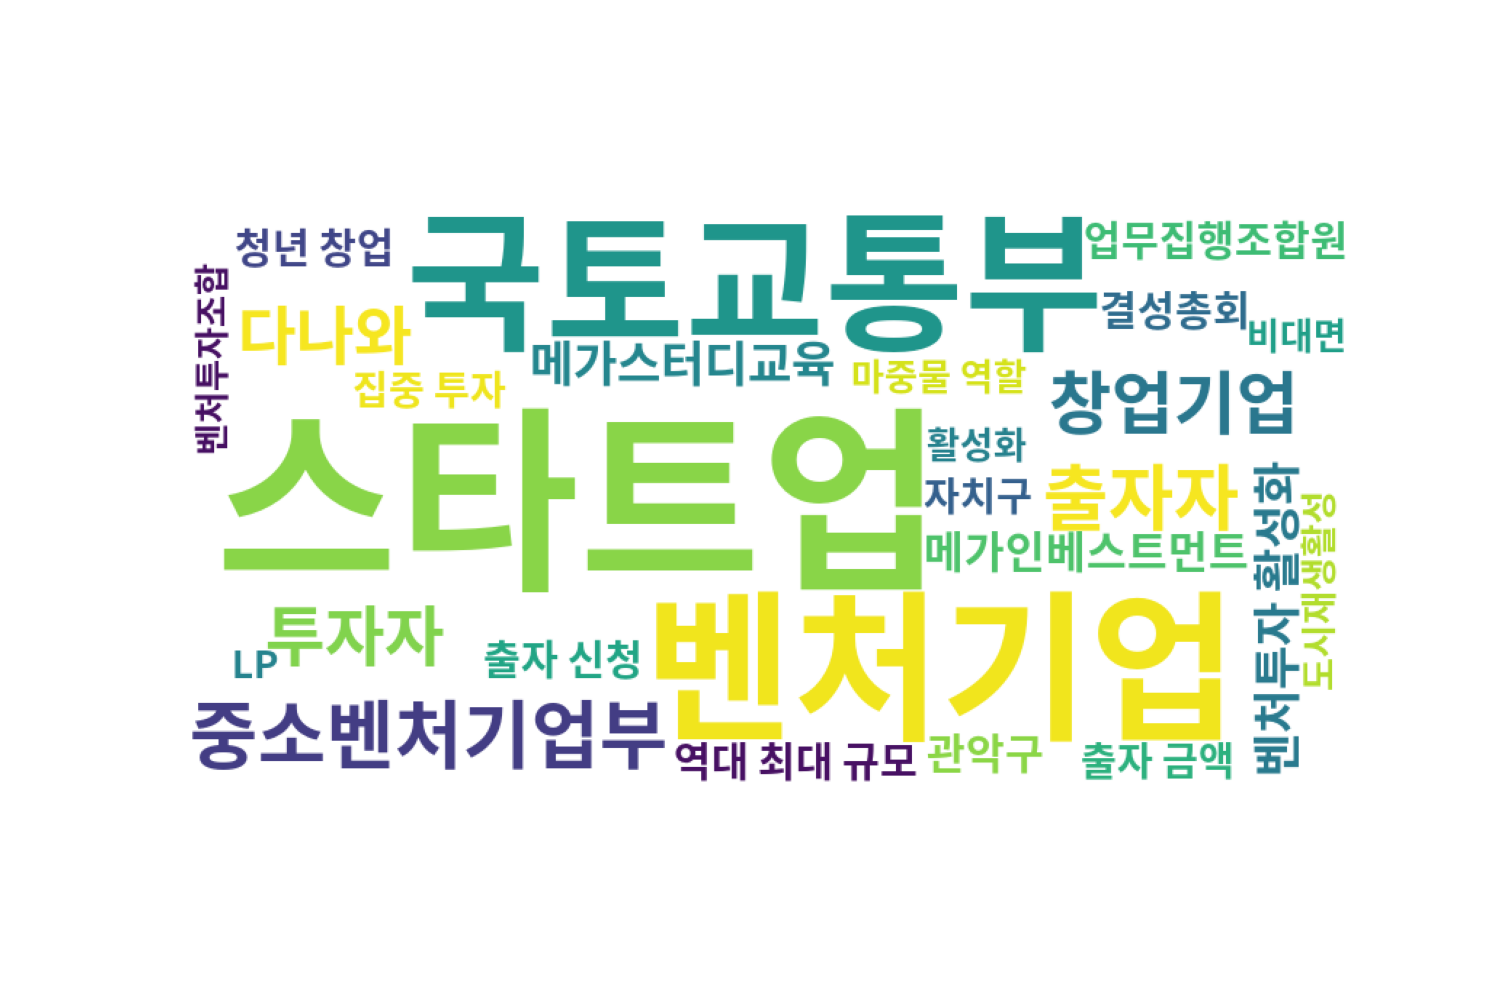 국토교통부
업무집행조합원
청년 창업
벤처투자조합
결성총회
다나와
비대면
메가스터디교육
마중물 역할
집중 투자
창업기업
스타트업
활성화
자치구
출자자
벤처투자 활성화
도시재생활성
메가인베스트먼트
벤처기업
투자자
LP
출자 신청
중소벤처기업부
역대 최대 규모
관악구
출자 금액